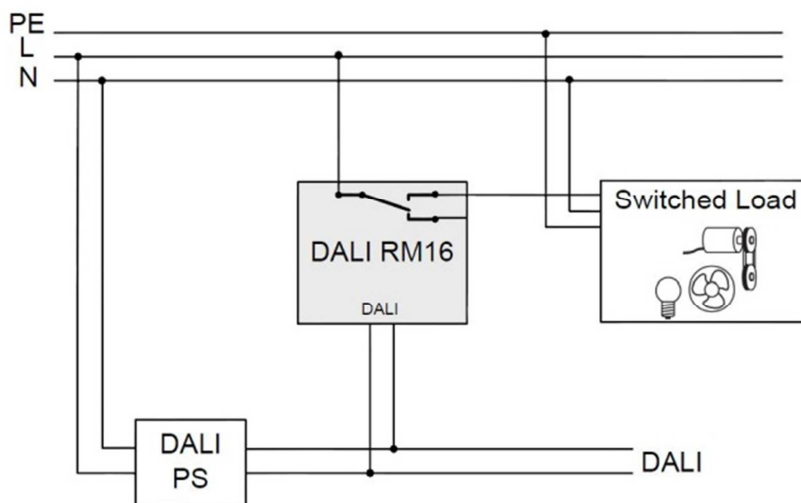 PE
L
N
Switched Load
DALI RM16
DALI
DALI
PS
DALI